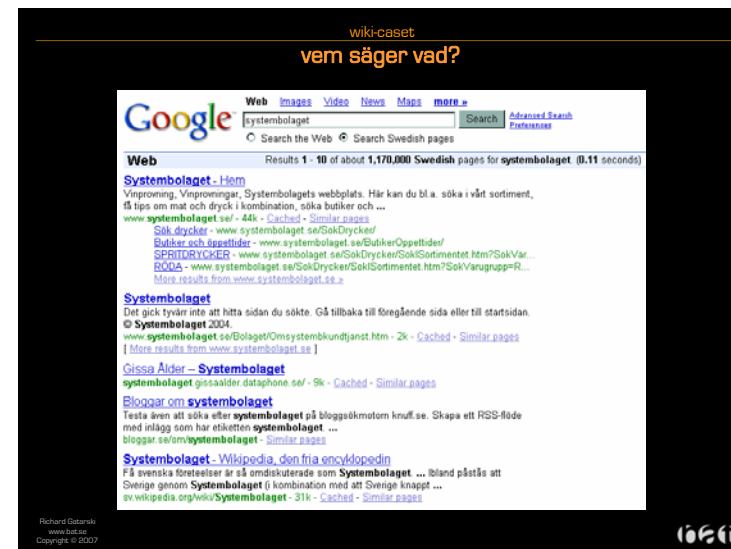 wiki-caset
vem säger vad?
Google
Web Images Video News Maps more »
systembolaget Search Advanced Search
Preferences
Search the Web Search Swedish pages
Web Results 1 - 10 of about 1,170,000 Swedish pages for systembolaget. (0.11 seconds)
Systembolaget - Hem
Vinprovning, Vinprovningar, Systembolagets webbplats. Här kan du bl.a. söka i vårt sortiment,
få tips om mat och dryck i kombination, söka butiker och ...
www.systembolaget.se/ - 44k - Cached - Similar pages
Sök drycker - www.systembolaget.se/SokDrycker/
Butiker och öppettider - www.systembolaget.se/ButikerOppettider/
SPRITDRYCKER - www.systembolaget.se/SokDrycker/SoklSortimentet.htm?SokVar...
RÖDA - www.systembolaget.se/SokDrycker/SoklSortimentet.htm?SokVarugrupp=R...
More results from www.systembolaget.se »
Systembolaget
Det gick tyvärr inte att hitta sidan du sökte. Gå tillbaka till föregående sida eller till startsidan.
© Systembolaget 2004.
www.systembolaget.se/Bolaget/Omsystembkundtjanst.htm - 2k - Cached - Similar pages
[ More results from www.systembolaget.se ]
Gissa Ålder – Systembolaget
systembolaget.gissaalder.dataphone.se/ - 9k - Cached - Similar pages
Bloggar om systembolaget
Testa även att söka efter systembolaget på bloggsökmotorn knuff.se. Skapa ett RSS-flöde
med inlägg som har etiketten systembolaget. ...
bloggar.se/om/systembolaget - Similar pages
Systembolaget - Wikipedia, den fria encyklopedin
Få svenska företeelser är så omdiskuterade som Systembolaget. ... Ibland påstås att
Sverige genom Systembolaget (i kombination med att Sverige knappt ...
sv.wikipedia.org/wiki/Systembolaget - 31k - Cached - Similar pages
Richard Gatarski
www.bat.se
Copyright © 2007